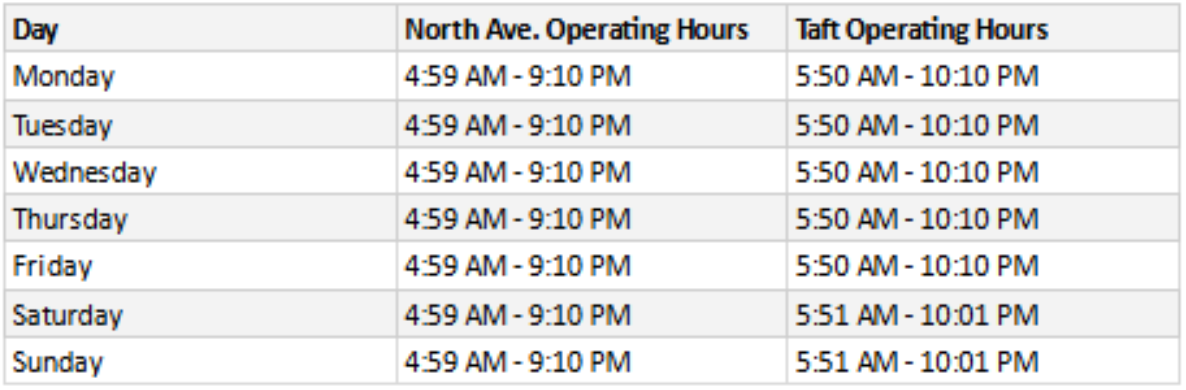 Day North Ave. Operating Hours Taft Operating Hours
Monday 4:59 AM - 9:10 PM 5:50 AM - 10:10 PM
Tuesday 4:59 AM - 9:10 PM 5:50 AM - 10:10 PM
Wednesday 4:59 AM - 9:10 PM 5:50 AM - 10:10 PM
Thursday 4:59 AM - 9:10 PM 5:50 AM - 10:10 PM
Friday 4:59 AM - 9:10 PM 5:50 AM - 10:10 PM
Saturday 4:59 AM - 9:10 PM 5:51 AM - 10:01 PM
Sunday 4:59 AM - 9:10 PM 5:51 AM - 10:01 PM